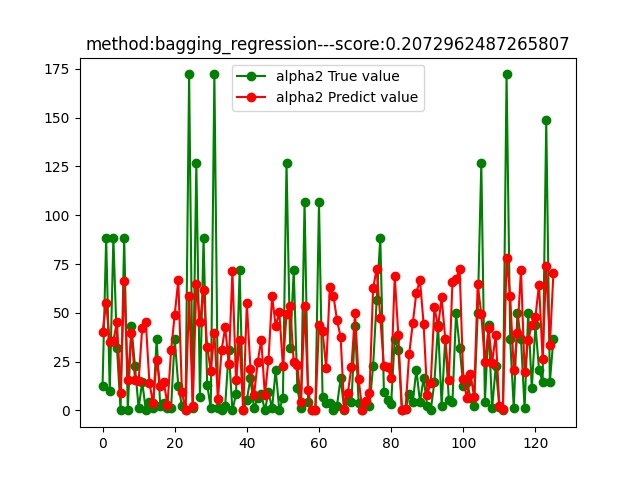 method:bagging_regression---score:0.2072962487265807
alpha2 True value
alpha2 Predict value
175
150
125
100
75
50
25
0
0 20 40 60 80 100 120